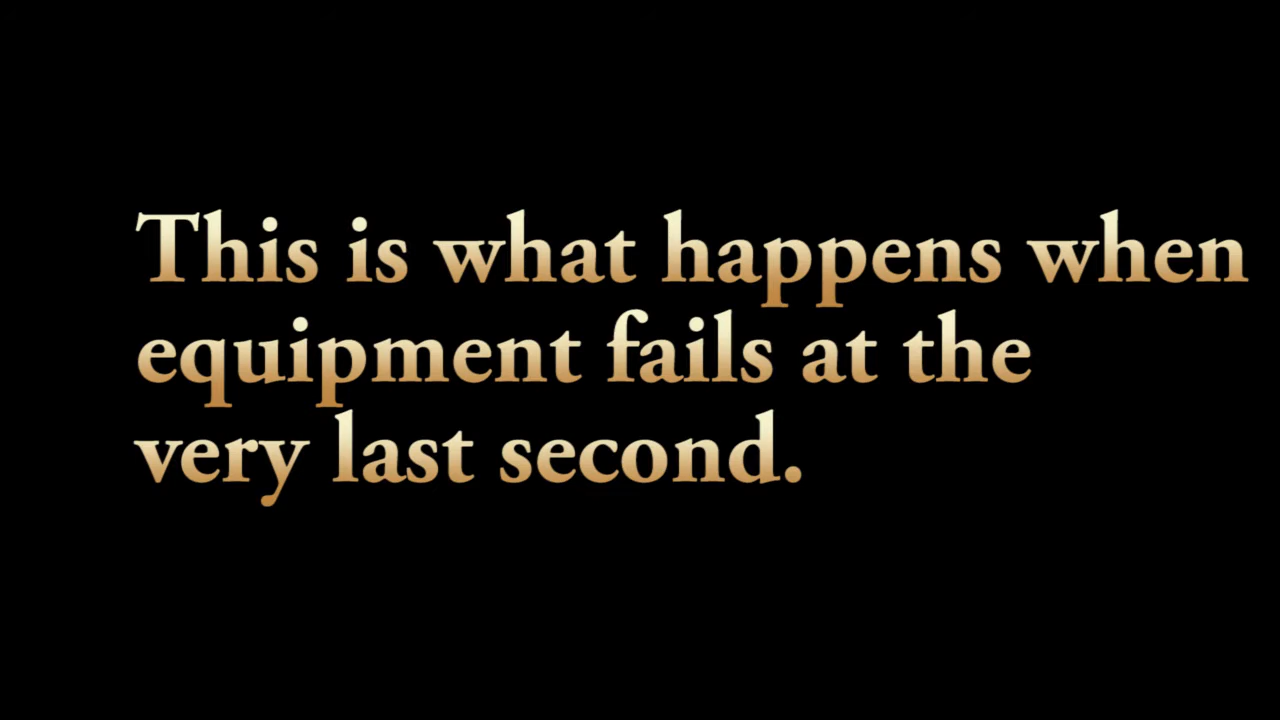 This is what happens when
equipment fails at the
very last second.